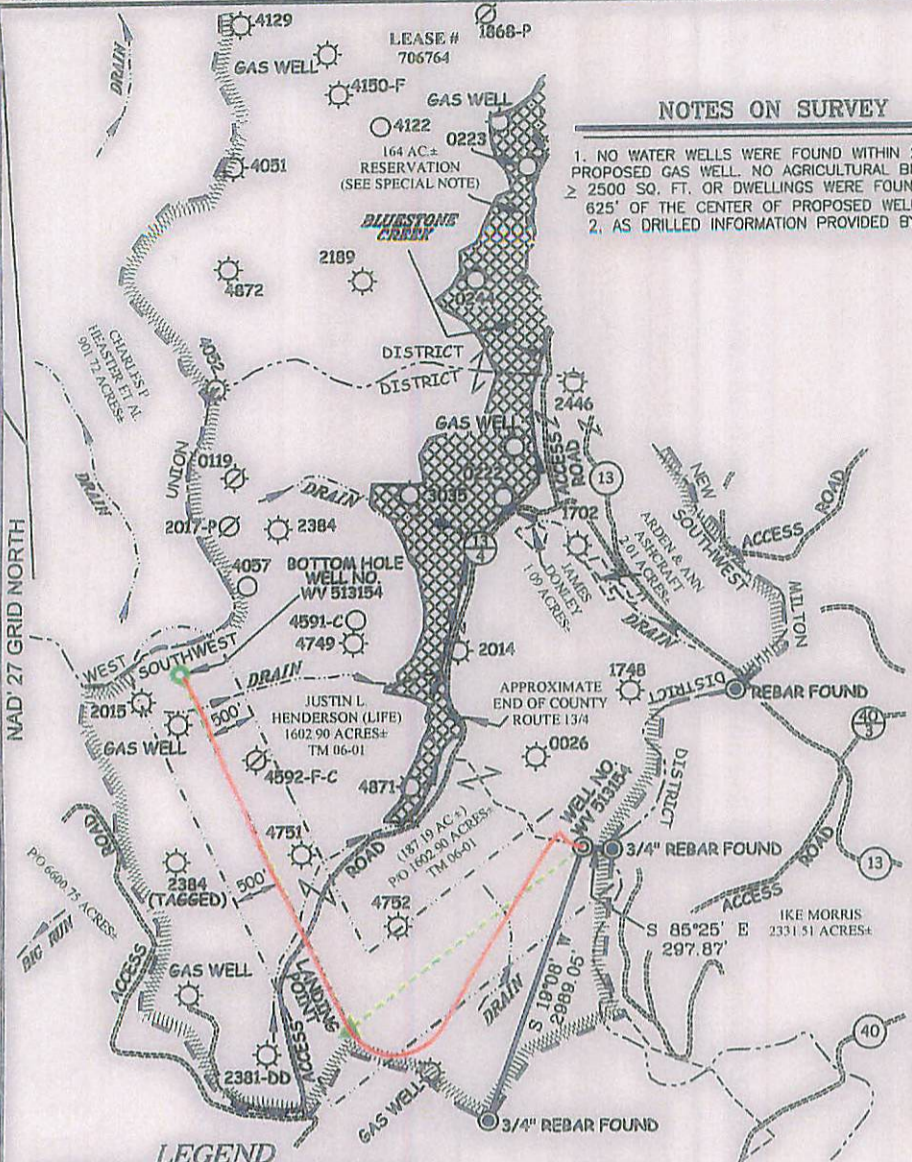 4129
1868-P
LEASE #
706764
DRAIN
GAS WELL
4150-F
GAS WELL
NOTES ON SURVEY
4122
0223
164 AC.±
RESERVATION
(SEE SPECIAL NOTE)
1. NO WATER WELLS WERE FOUND WITHIN
PROPOSED GAS WELL. NO AGRICULTURAL
≥ 2500 SQ. FT. OR DWELLINGS WERE FOUN
625' OF THE CENTER OF PROPOSED WEL
2. AS DRILLED INFORMATION PROVIDED BY
4051
BLUESTONE
CREEK
2189
4872
0244
CHARLES P
HEASTER ET AL
901 72 ACRES±
4052
DISTRICT
DISTRICT
2446
GAS WELL
UNION
0119
ACCESS
ROAD
13
DRAIN
DRAIN
3035
0222
NEW
SOUTHWEST
ACCESS ROAD
MILTON
2017-P
2384
1702
13
4
ARDEN & ANN
ASHCRAFT
2.01 ACRES±
JAMES
DONLEY
1.00 ACRES±
DRAIN
NAD' 27 GRID NORTH
4057
BOTTOM HOLE
WELL NO.
WV 513154
4591-C
4749
2014
WEST
SOUTHWEST
DRAIN
1748
DISTRICT
REBAR FOUND
2015
GAS WELL
500'
JUSTIN L
HENDERSON (LIFE)
1602 90 ACRES±
TM 06-01
APPROXIMATE
END OF COUNTY
ROUTE 13/4
0026
40
3
4592-F-C
4871
DISTRICT
WELL NO.
WV 513154
ROAD
P/O 6600.75 ACRES±
4751
ROAD
(187 19 AC ±)
P/O 1602.90 ACRES±
TM 06-01
3/4" REBAR FOUND
ACCESS ROAD
13
2384
(TAGGED)
500'
4752
S 85°25' E
297.87'
IKE MORRIS
2331 51 ACRES±
BIG RUN
ACCESS
GAS WELL
LANDING
POINT
ACCESS
DRAIN
S 19°08' W
2989.05'
40
2381-DD
GAS WELL
3/4" REBAR FOUND
LEGEND